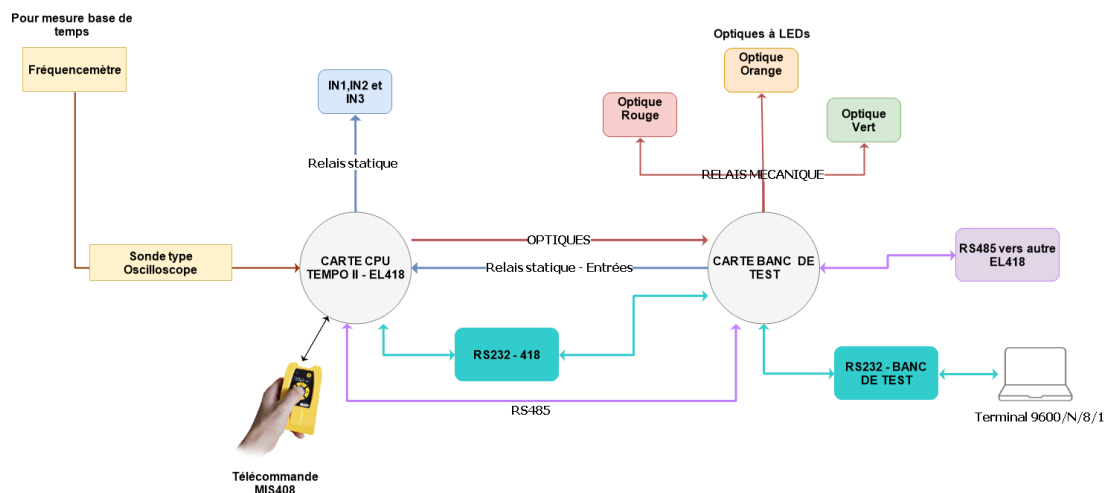 Pour mesure base de
temps
Fréquencemètre
IN1,IN2 et
IN3
Relais statique
Optiques à LEDs
Optique
Orange
Optique
Rouge
Optique
Vert
RELAIS MECANIQUE
Sonde type
Oscilloscope
CARTE CPU
TEMPO II - EL418
OPTIQUES
Relais statique - Entrées
CARTE BANC DE
TEST
RS485 vers autre
EL418
RS232 - 418
RS232 - BANC
DE TEST
RS485
Terminal 9600/N/8/1
Télécommande
MIS408